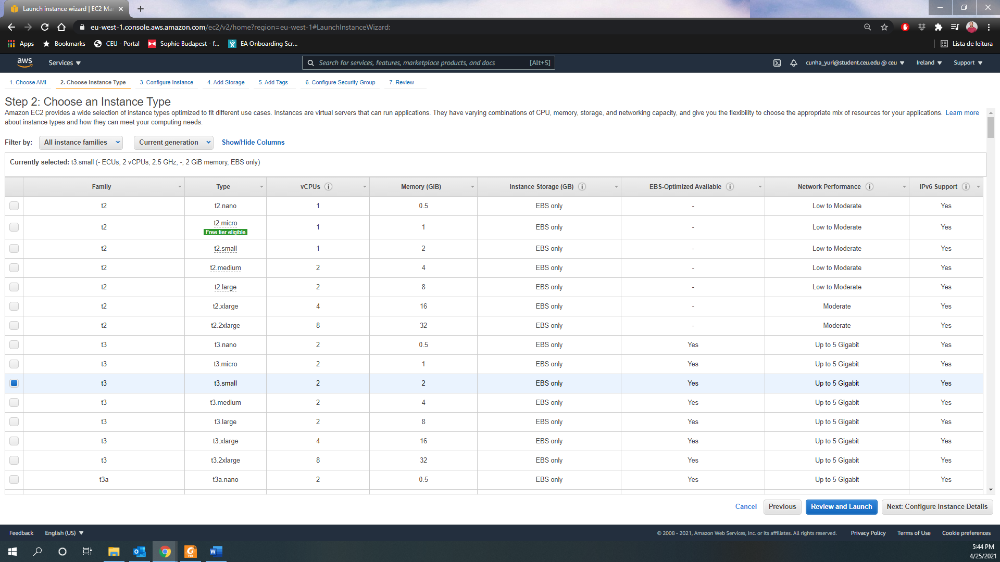 Launch instance wizard | EC2 Ma
eu-west-1.console.aws.amazon.com/ec2/v2/home?region=eu-west-1#LaunchInstanceWizard:
Apps Bookmarks CEU - Portal Sophie Budapest - f... EA Onboarding Scr... Lista de leitura
aws Services Search for services, features, marketplace products, and docs [Alt+S] cunha_yuri@student.ceu.edu @ ceu Ireland Support
1. Choose AMI 2. Choose Instance Type 3. Configure Instance 4. Add Storage 5. Add Tags 6. Configure Security Group 7. Review
Step 2: Choose an Instance Type
Amazon EC2 provides a wide selection of instance types optimized to fit different use cases. Instances are virtual servers that can run applications. They have varying combinations of CPU, memory, storage, and networking capacity, and give you the flexibility to choose the appropriate mix of resources for your applications. Learn more
about instance types and how they can meet your computing needs.
Filter by: All instance families Current generation Show/Hide Columns
Currently selected: t3.small (- ECUs, 2 vCPUs, 2.5 GHz, -, 2 GiB memory, EBS only)
Family Type vCPUs Memory (GiB) Instance Storage (GB) EBS-Optimized Available Network Performance IPv6 Support
t2 t2.nano 1 0.5 EBS only - Low to Moderate Yes
t2 t2.micro 1 1 EBS only - Low to Moderate Yes
Free tier eligible
t2 t2.small 1 2 EBS only - Low to Moderate Yes
t2 t2.medium 2 4 EBS only - Low to Moderate Yes
t2 t2.large 2 8 EBS only - Low to Moderate Yes
t2 t2.xlarge 4 16 EBS only - Moderate Yes
t2 t2.2xlarge 8 32 EBS only - Moderate Yes
t3 t3.nano 2 0.5 EBS only Yes Up to 5 Gigabit Yes
t3 t3.micro 2 1 EBS only Yes Up to 5 Gigabit Yes
t3 t3.small 2 2 EBS only Yes Up to 5 Gigabit Yes
t3 t3.medium 2 4 EBS only Yes Up to 5 Gigabit Yes
t3 t3.large 2 8 EBS only Yes Up to 5 Gigabit Yes
t3 t3.xlarge 4 16 EBS only Yes Up to 5 Gigabit Yes
t3 t3.2xlarge 8 32 EBS only Yes Up to 5 Gigabit Yes
t3a t3a.nano 2 0.5 EBS only Yes Up to 5 Gigabit Yes
Cancel Previous Review and Launch Next: Configure Instance Details
Feedback English (US) © 2008 - 2021, Amazon Web Services, Inc. or its affiliates. All rights reserved. Privacy Policy Terms of Use Cookie preferences
5:44 PM
4/25/2021